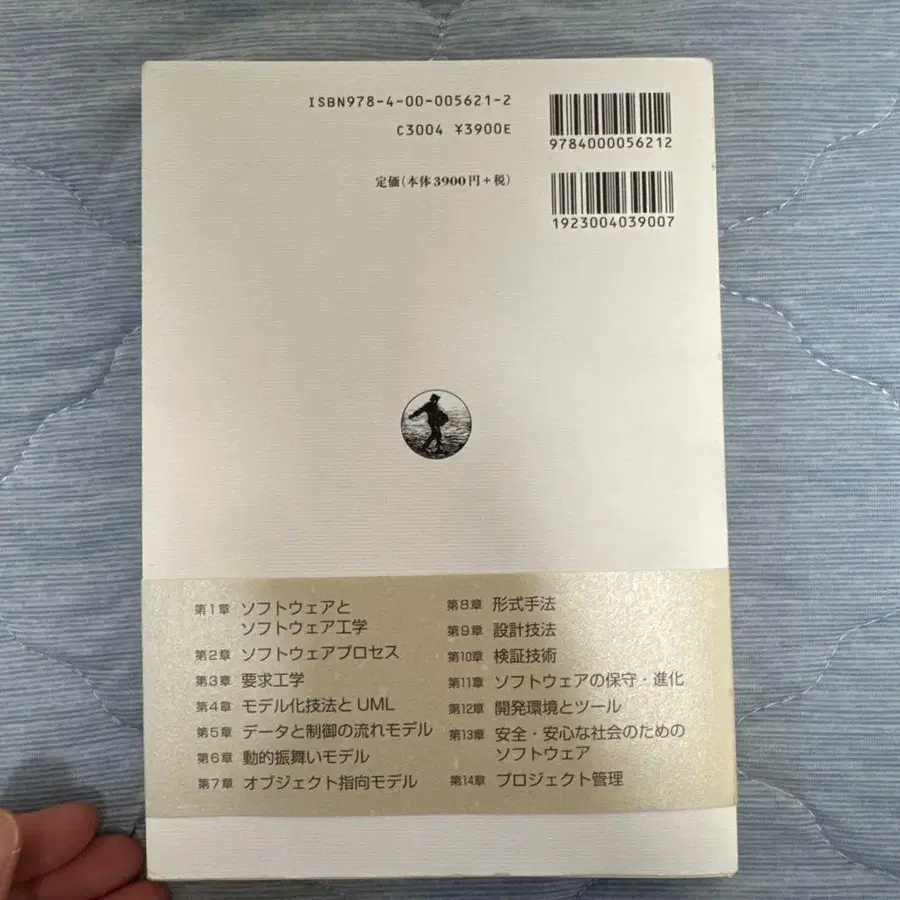 ISBN978-4-00-005621-2
C3004 ¥3900E
定価(本体3900円+税)
9784000056212
1923004039007
第1章 ソフトウェアと
ソフトウェア工学
第2章 ソフトウェアプロセス
第3章 要求工学
第4章 モデル化技法とUML
第5章 データと制御の流れモデル
第6章 動的振舞いモデル
第7章 オブジェクト指向モデル
第8章 形式手法
第9章 設計技法
第10章 検証技術
第11章 ソフトウェアの保守・進化
第12章 開発環境とツール
第13章 安全・安心な社会のための
ソフトウェア
第14章 プロジェクト管理